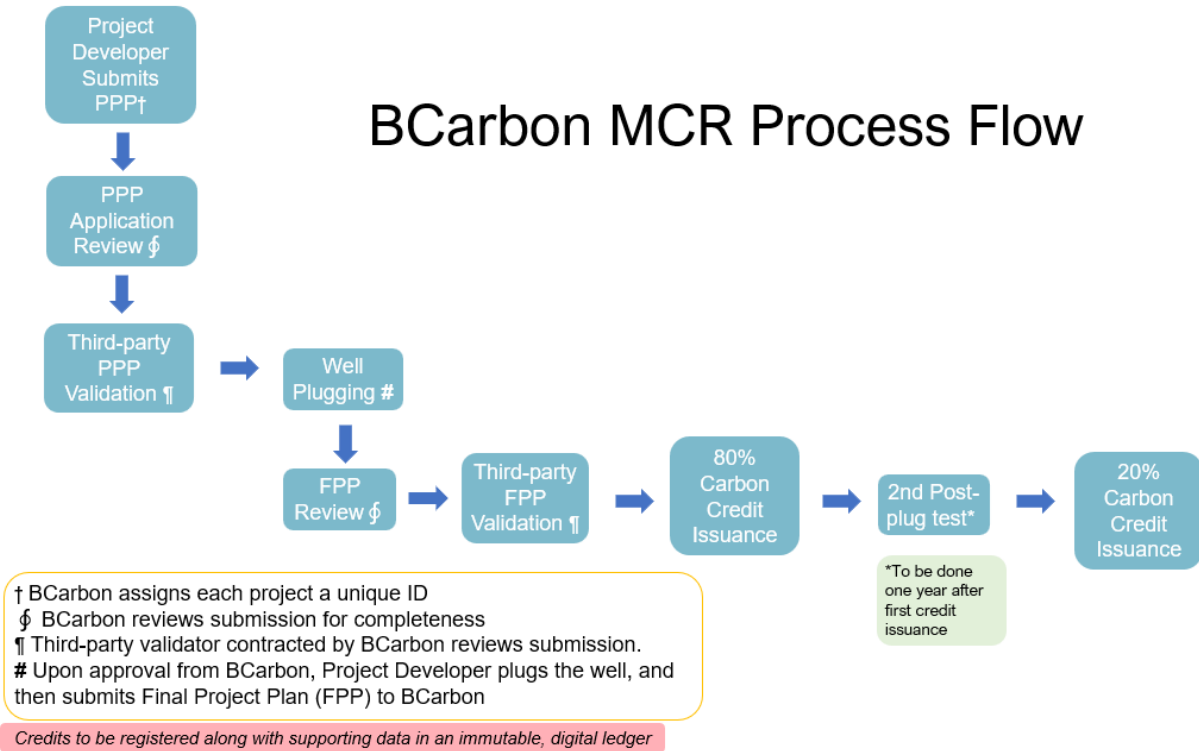 Project
Developer
Submits
PPP†
BCarbon MCR Process Flow
PPP
Application
Review ∮
Third-party
PPP
Validation ¶
Well
Plugging #
FPP
Review ∮
Third-party
FPP
Validation ¶
80%
Carbon
Credit
Issuance
2nd Post-
plug test*
20%
Carbon
Credit
Issuance
*To be done
one year after
first credit
issuance
† BCarbon assigns each project a unique ID
∮ BCarbon reviews submission for completeness
¶ Third-party validator contracted by BCarbon reviews submission.
# Upon approval from BCarbon, Project Developer plugs the well, and
then submits Final Project Plan (FPP) to BCarbon
Credits to be registered along with supporting data in an immutable, digital ledger